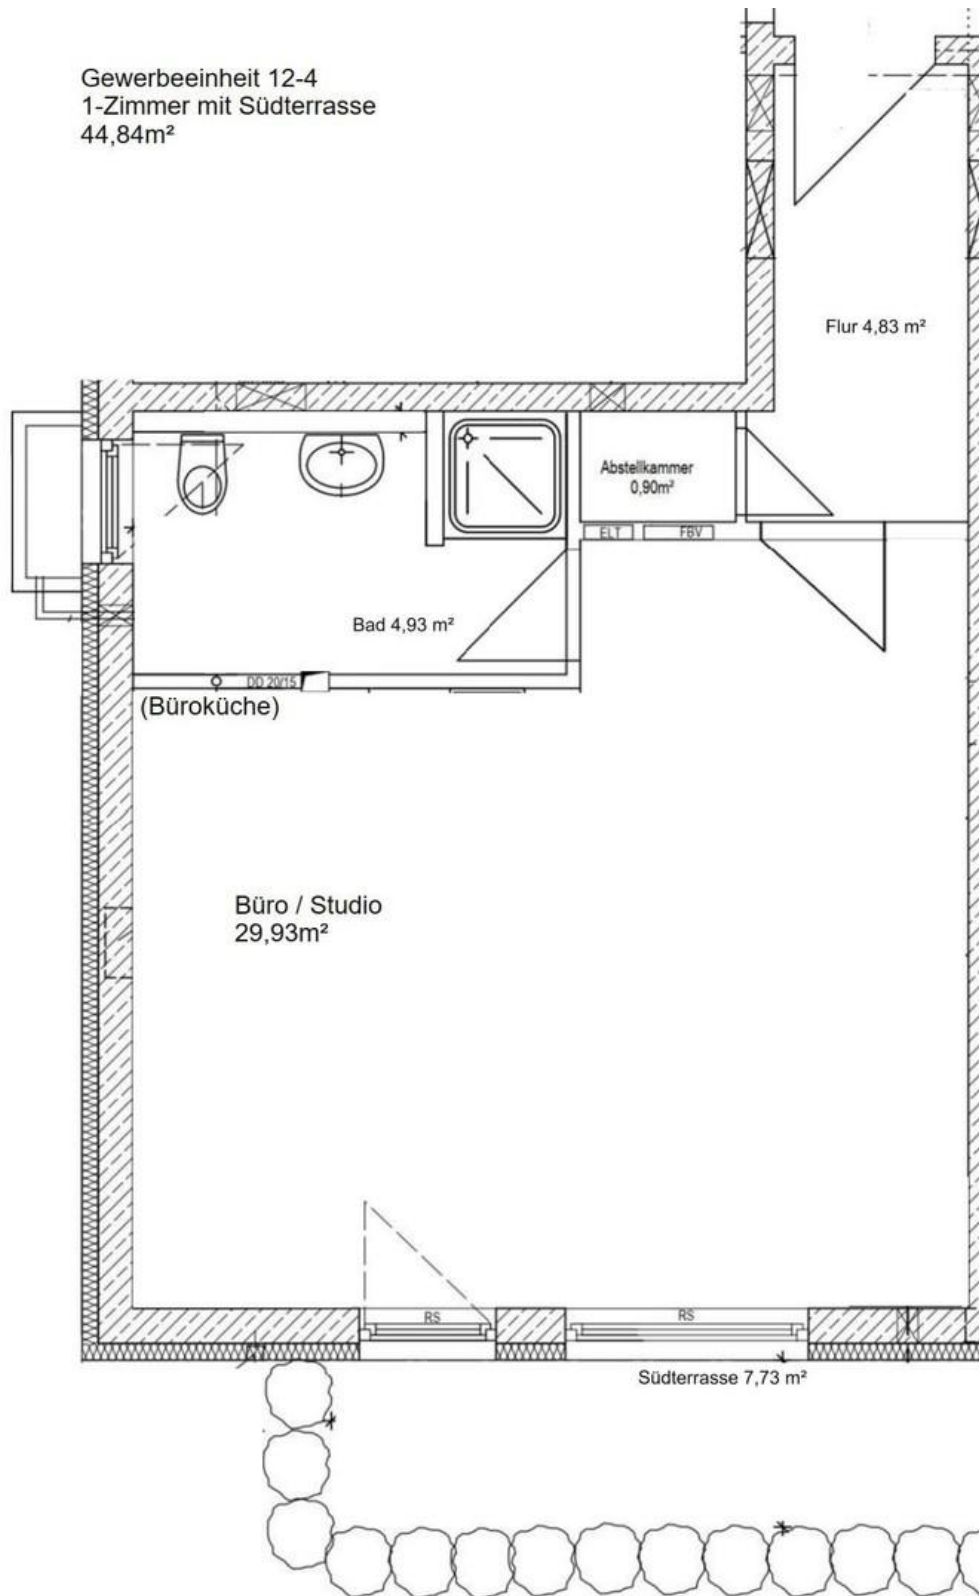 Gewerbeeinheit 12-4
1-Zimmer mit Südterrasse
44,84m²
Flur 4,83 m²
Abstellkammer
0,90m²
ELT FBV
Bad 4,93 m²
DD 20/15
(Büroküche)
Büro / Studio
29,93m²
RS RS
Südterrasse 7,73 m²